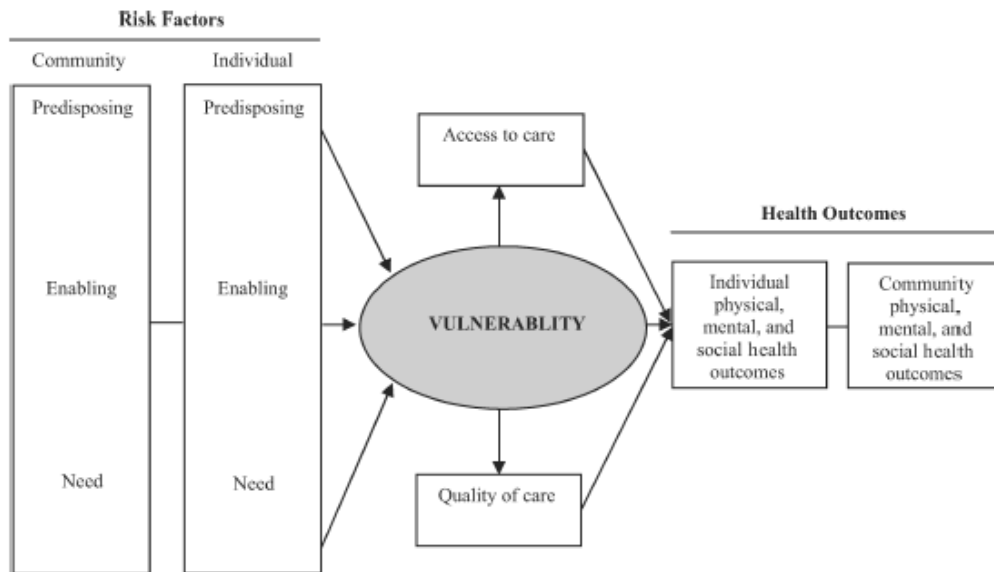 Risk Factors
Community
Individual
Predisposing
Enabling
Need
Predisposing
Enabling
Need
Access to care
VULNERABLITY
Quality of care
Health Outcomes
Individual
physical,
mental, and
social health
outcomes
Community
physical,
mental, and
social health
outcomes